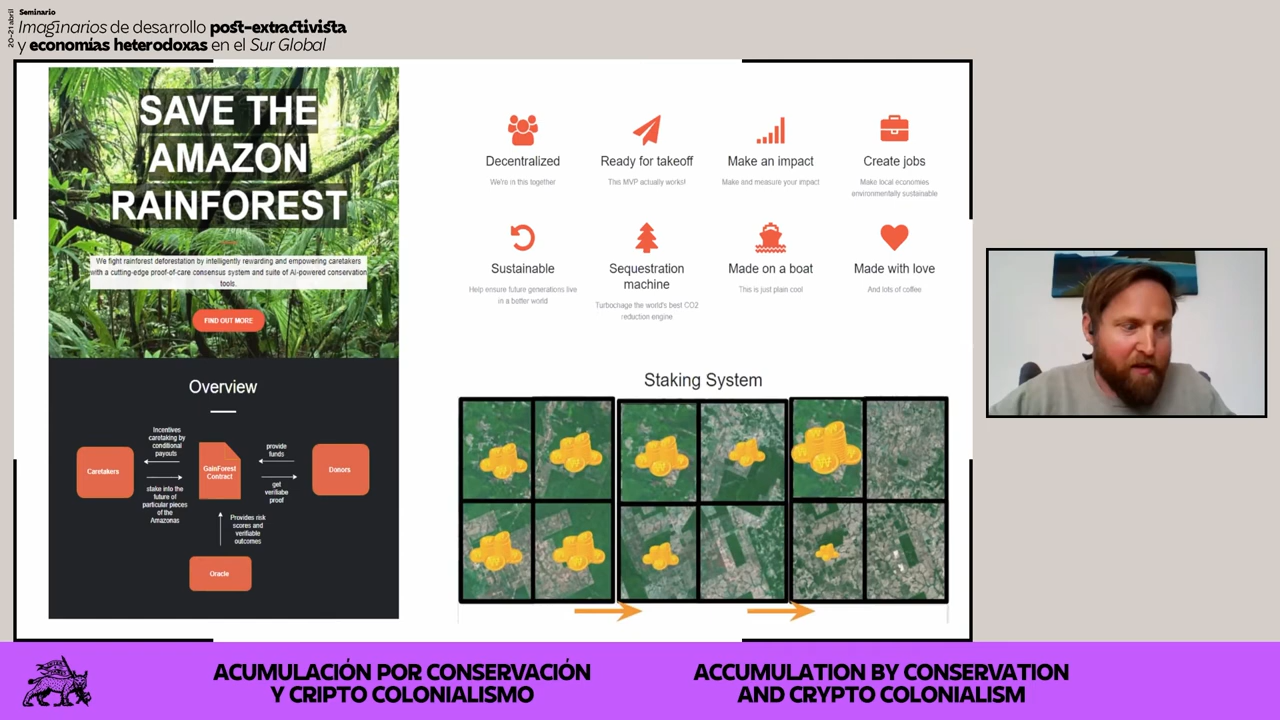 20-21 abril
Seminario
Imaginarios de desarrollo post-extractivista
y economías heterodoxas en el Sur Global
SAVE THE
AMAZON
RAINFOREST
We fight rainforest deforestation by intelligently rewarding and empowering caretakers
with a cutting-edge proof-of-care consensus system and suite of AI-powered conservation
tools.
FIND OUT MORE
Overview
Incentives
caretaking by
conditional
payouts
provide
funds
Caretakers
GainForest
Contract
Donors
stake into the
future of
particular pieces
of the
Amazonas
get
verifiabe
proof
Provides risk
scores and
verifiable
outcomes
Oracle
Decentralized
We're in this together
Ready for takeoff
This MVP actually works!
Make an impact
Make and measure your impact
Create jobs
Make local economies
environmentally sustainable
Sustainable
Help ensure future generations live
in a better world
Sequestration
machine
Turbochage the world's best CO2
reduction engine
Made on a boat
This is just plain cool
Made with love
And lots of coffee
Staking System
ACUMULACIÓN POR CONSERVACIÓN
Y CRIPTO COLONIALISMO
ACCUMULATION BY CONSERVATION
AND CRYPTO COLONIALISM